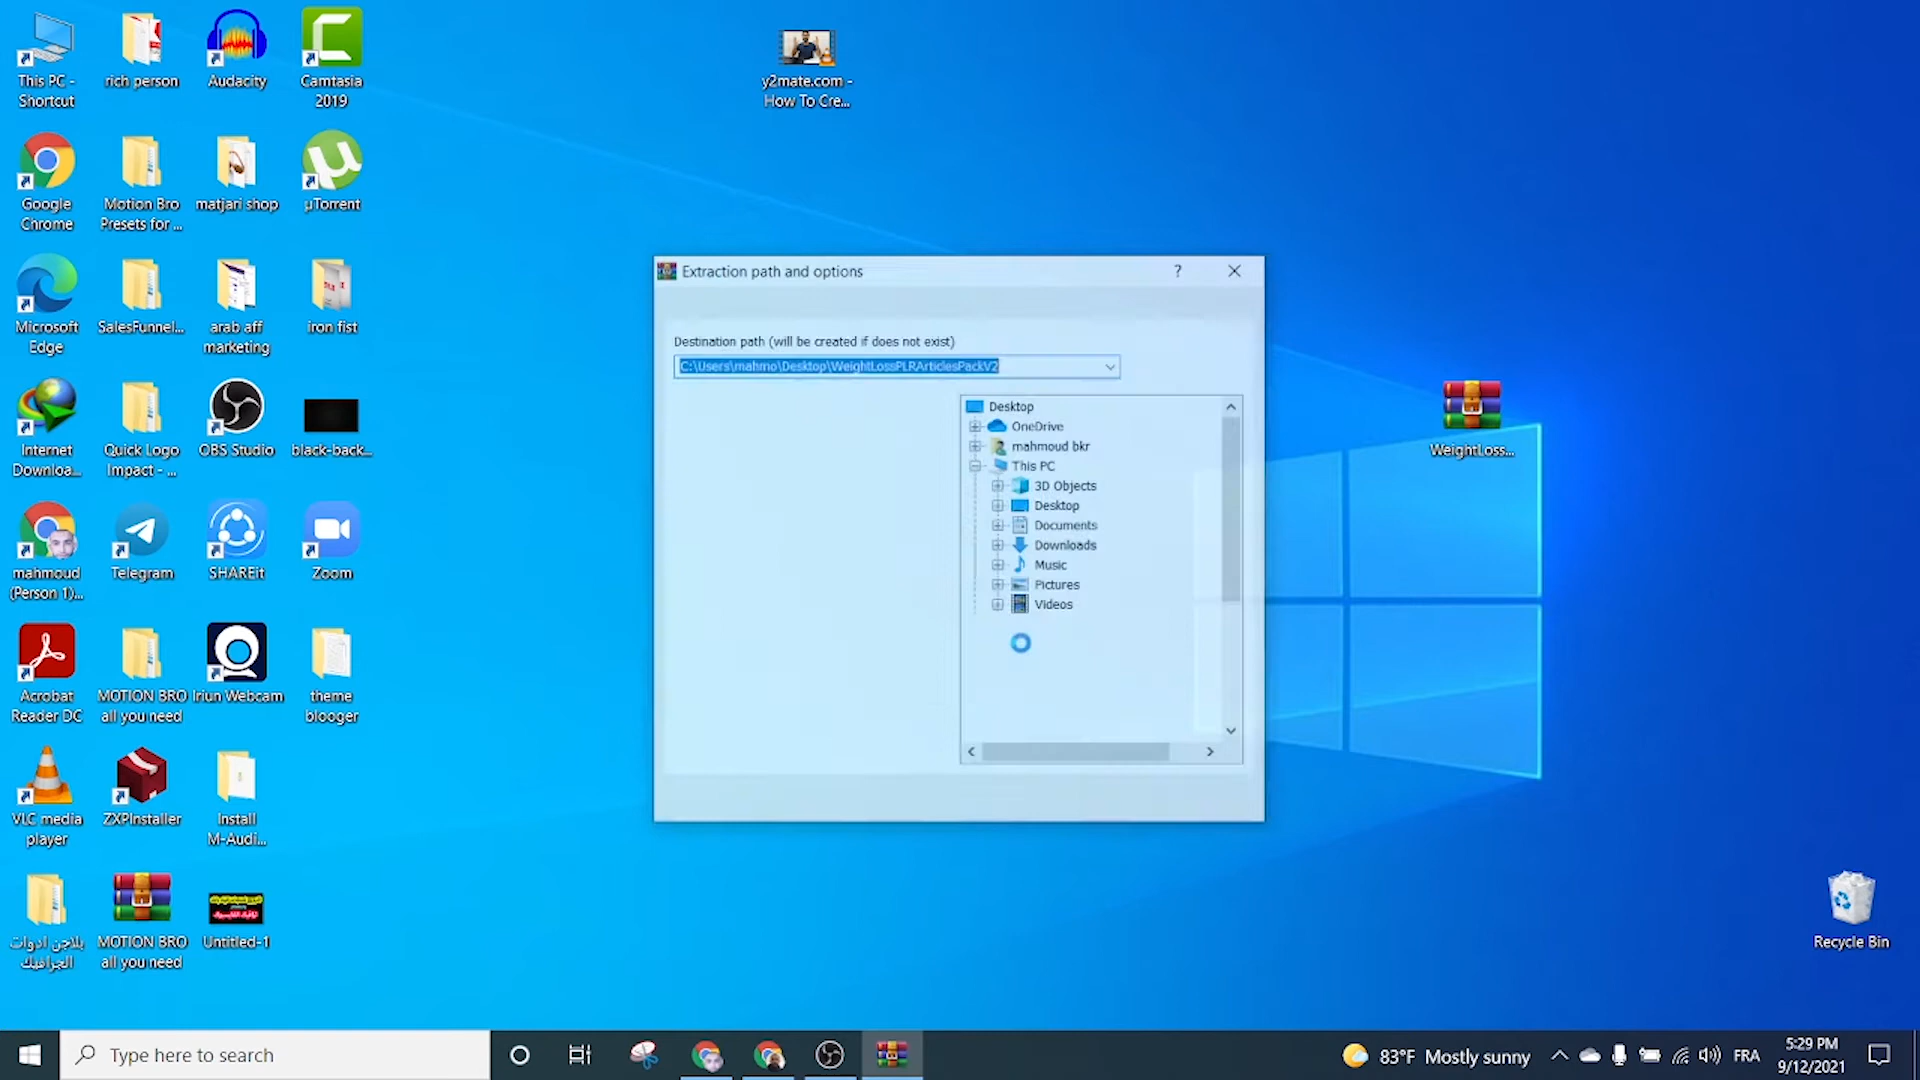 This PC -
Shortcut
rich person
Audacity
Camtasia
2019
y2mate.com -
How To Cre...
Google
Chrome
Motion Bro
Presets for ...
matjari shop
µTorrent
Microsoft
Edge
SalesFunnel...
arab aff
marketing
iron fist
Internet
Downloa...
Quick Logo
Impact - ...
OBS Studio
black-back...
mahmoud
(Person 1)...
Telegram
SHAREit
Zoom
Acrobat
Reader DC
MOTION BRO
all you need
Iriun Webcam
theme
blooger
VLC media
player
ZXPInstaller
Install
M-Audi...
بلاجن ادوات
الجرافيك
MOTION BRO
all you need
Untitled-1
Extraction path and options
?
Destination path (will be created if does not exist)
C:\Users\mahmo\Desktop\WeightLossPLRArticlesPackV2
Desktop
OneDrive
mahmoud bkr
This PC
3D Objects
Desktop
Documents
Downloads
Music
Pictures
Videos
WeightLoss...
Recycle Bin
Type here to search
83°F Mostly sunny
FRA
5:29 PM
9/12/2021